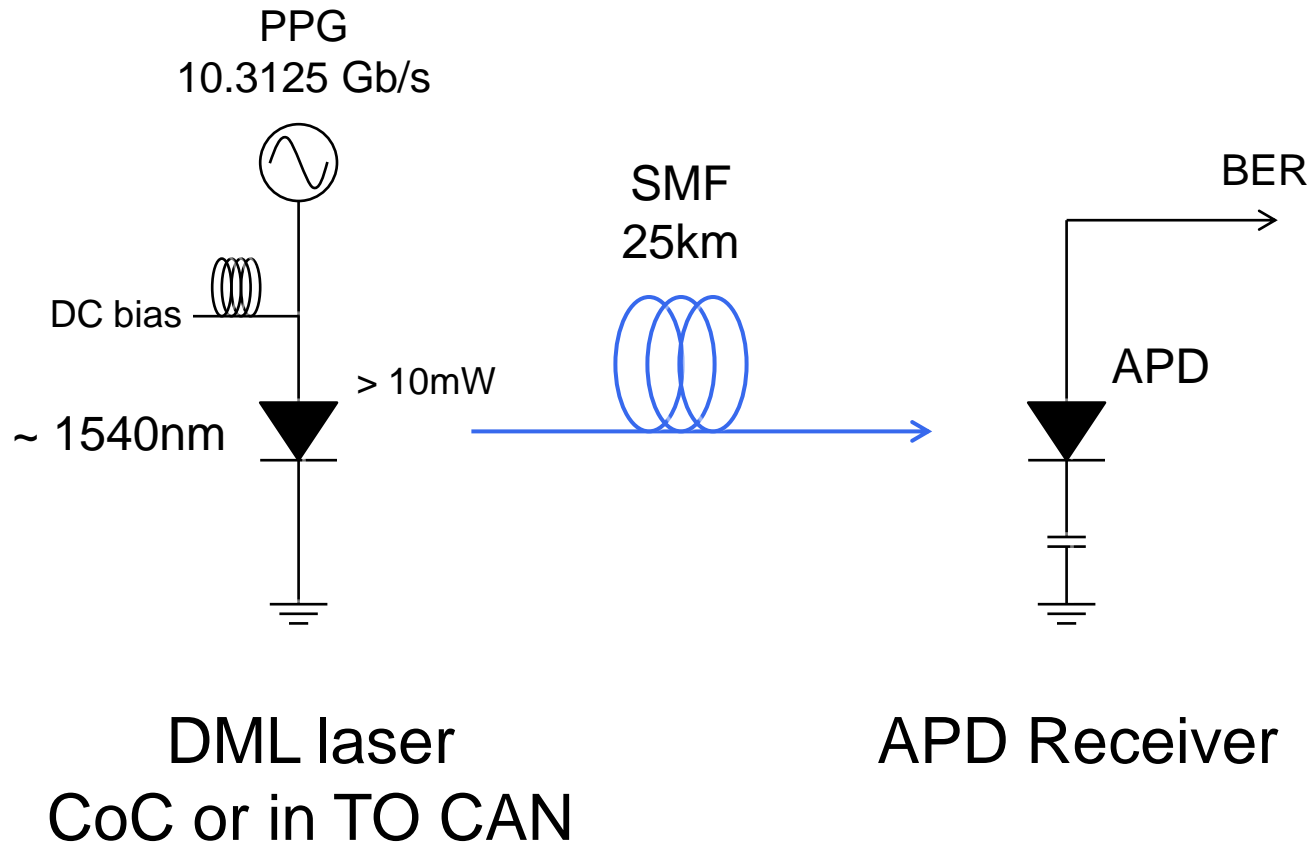 PPG
10.3125 Gb/s
DC bias
> 10mW
~ 1540nm
SMF
25km
BER
APD
DML laser
CoC or in TO CAN
APD Receiver